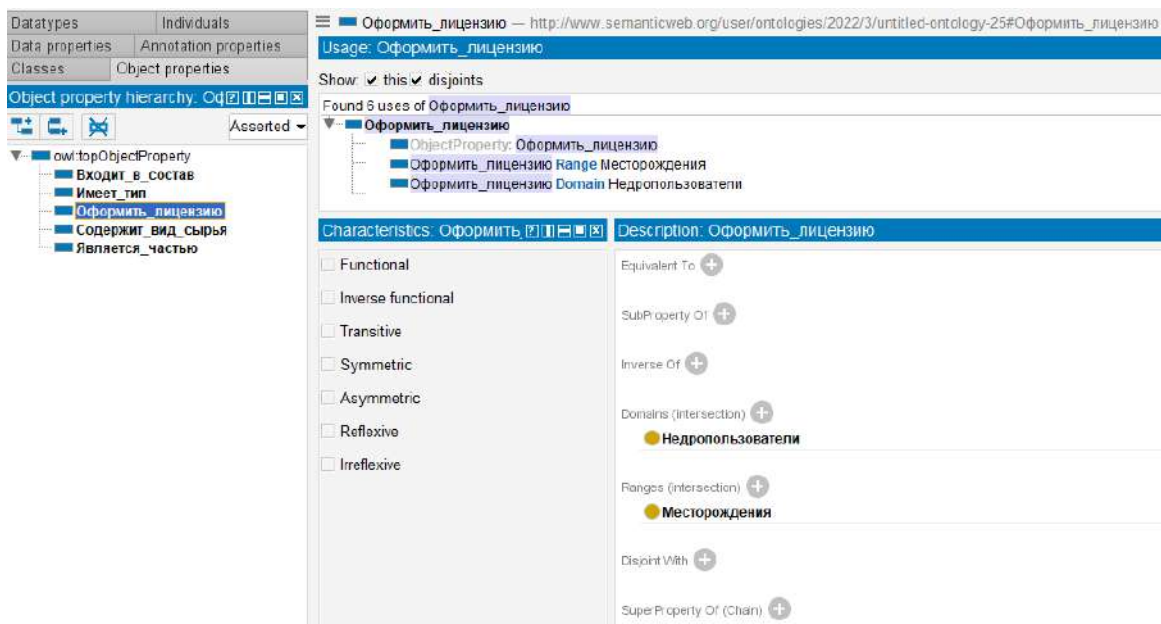 Datatypes Individuals
Data properties Annotation properties
Classes Object properties
Object property hierarchy: Оф
Asserted
owl:topObjectProperty
Входит_в_состав
Имеет_тип
Оформить_лицензию
Содержит_вид_сырья
Является_частью
Оформить_лицензию — http://www.semanticweb.org/user/ontologies/2022/3/untitled-ontology-25#Оформить_лицензию
Usage: Оформить_лицензию
Show: this disjoints
Found 6 uses of Оформить_лицензию
Оформить_лицензию
ObjectProperty: Оформить_лицензию
Оформить_лицензию Range Месторождения
Оформить_лицензию Domain Недропользователи
Characteristics: Оформить_
Functional
Inverse functional
Transitive
Symmetric
Asymmetric
Reflexive
Irreflexive
Description: Оформить_лицензию
Equivalent To
SubProperty Of
Inverse Of
Domains (intersection)
Недропользователи
Ranges (intersection)
Месторождения
Disjoint With
SuperProperty Of (Chain)